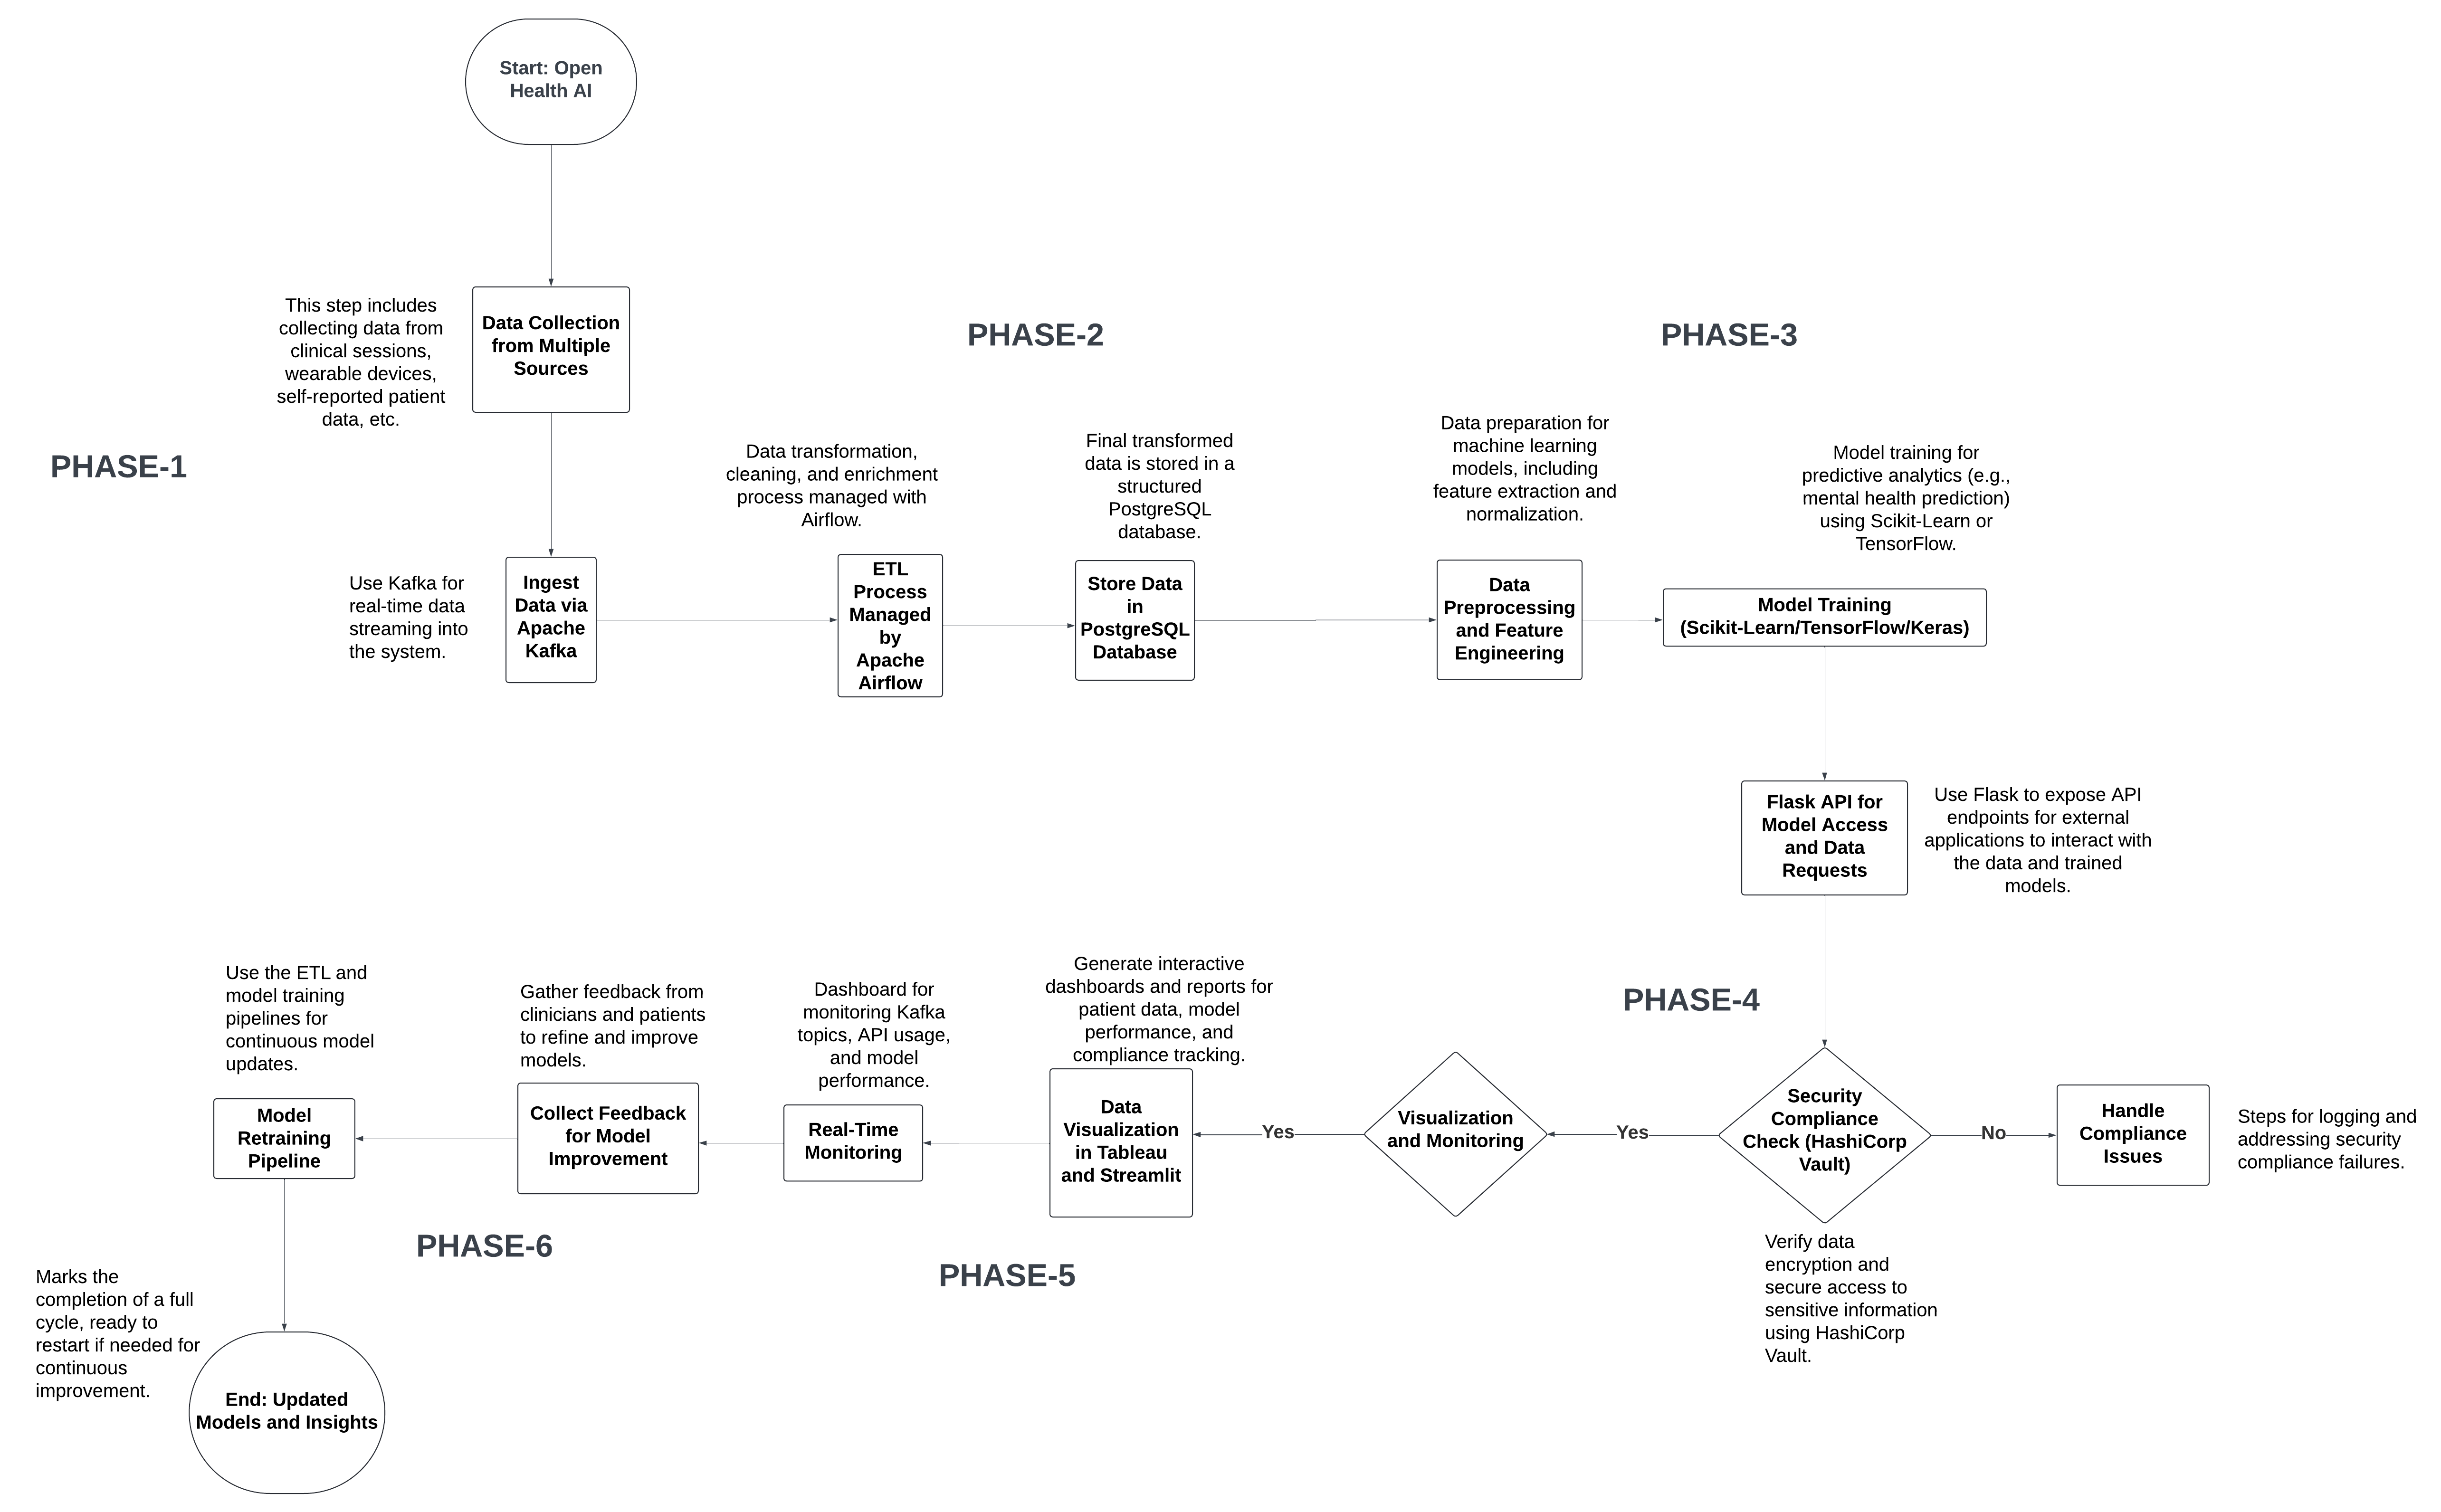 Start: Open
Health AI
This step includes
collecting data from
clinical sessions,
wearable devices,
self-reported patient
data, etc.
Data Collection
from Multiple
Sources
PHASE-1
PHASE-2
PHASE-3
Use Kafka for
real-time data
streaming into
the system.
Ingest
Data via
Apache
Kafka
Data transformation,
cleaning, and enrichment
process managed with
Airflow.
ETL
Process
Managed
by
Apache
Airflow
Final transformed
data is stored in a
structured
PostgreSQL
database.
Store Data
in
PostgreSQL
Database
Data preparation for
machine learning
models, including
feature extraction and
normalization.
Data
Preprocessing
and Feature
Engineering
Model training for
predictive analytics (e.g.,
mental health prediction)
using Scikit-Learn or
TensorFlow.
Model Training
(Scikit-Learn/TensorFlow/Keras)
Flask API for
Model Access
and Data
Requests
Use Flask to expose API
endpoints for external
applications to interact with
the data and trained
models.
PHASE-4
Security
Compliance
Check (HashiCorp
Vault)
Verify data
encryption and
secure access to
sensitive information
using HashiCorp
Vault.
No
Handle
Compliance
Issues
Steps for logging and
addressing security
compliance failures.
Yes
Visualization
and Monitoring
Yes
Generate interactive
dashboards and reports for
patient data, model
performance, and
compliance tracking.
Data
Visualization
in Tableau
and Streamlit
Dashboard for
monitoring Kafka
topics, API usage,
and model
performance.
Real-Time
Monitoring
PHASE-5
Gather feedback from
clinicians and patients
to refine and improve
models.
Collect Feedback
for Model
Improvement
Use the ETL and
model training
pipelines for
continuous model
updates.
Model
Retraining
Pipeline
PHASE-6
Marks the
completion of a full
cycle, ready to
restart if needed for
continuous
improvement.
End: Updated
Models and Insights